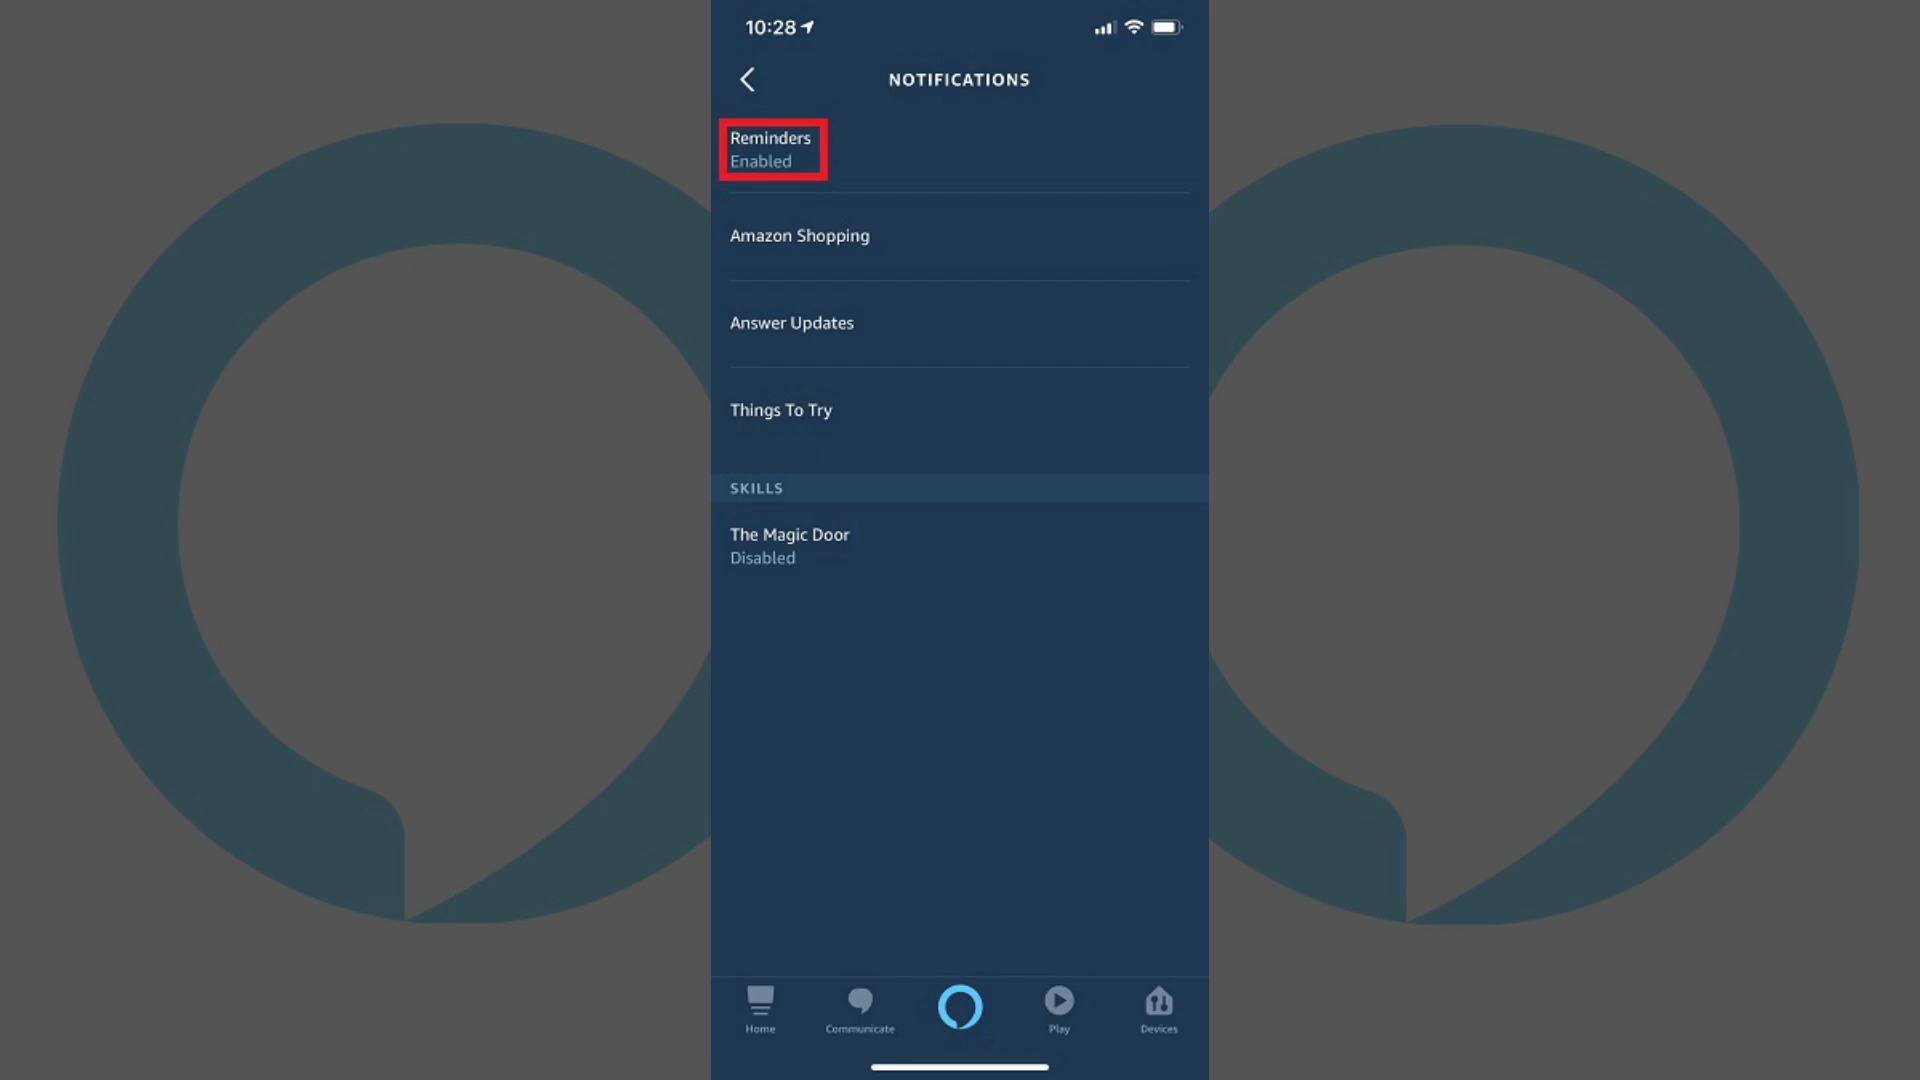 10:28
NOTIFICATIONS
Reminders
Enabled
Amazon Shopping
Answer Updates
Things To Try
SKILLS
The Magic Door
Disabled
Home
Communicate
Play
Devices